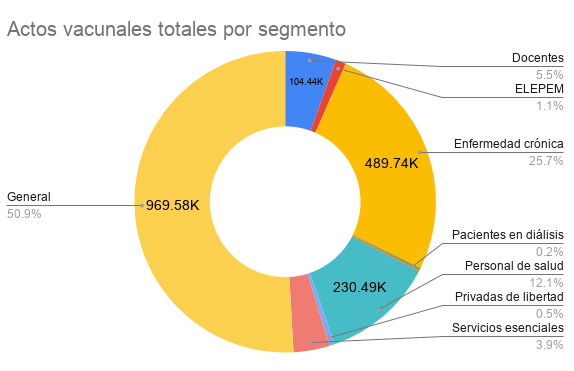 Actos vacunales totales por segmento
Docentes
5.5%
104.44K
ELEPEM
1.1%
Enfermedad crónica
25.7%
489.74K
General
50.9%
969.58K
Pacientes en diálisis
0.2%
Personal de salud
12.1%
230.49K
Privadas de libertad
0.5%
Servicios esenciales
3.9%